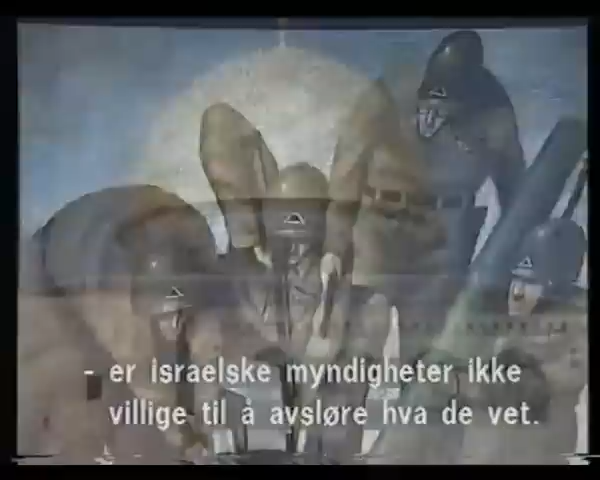 - er israelske myndigheter ikke
villige til å avsløre hva de vet.